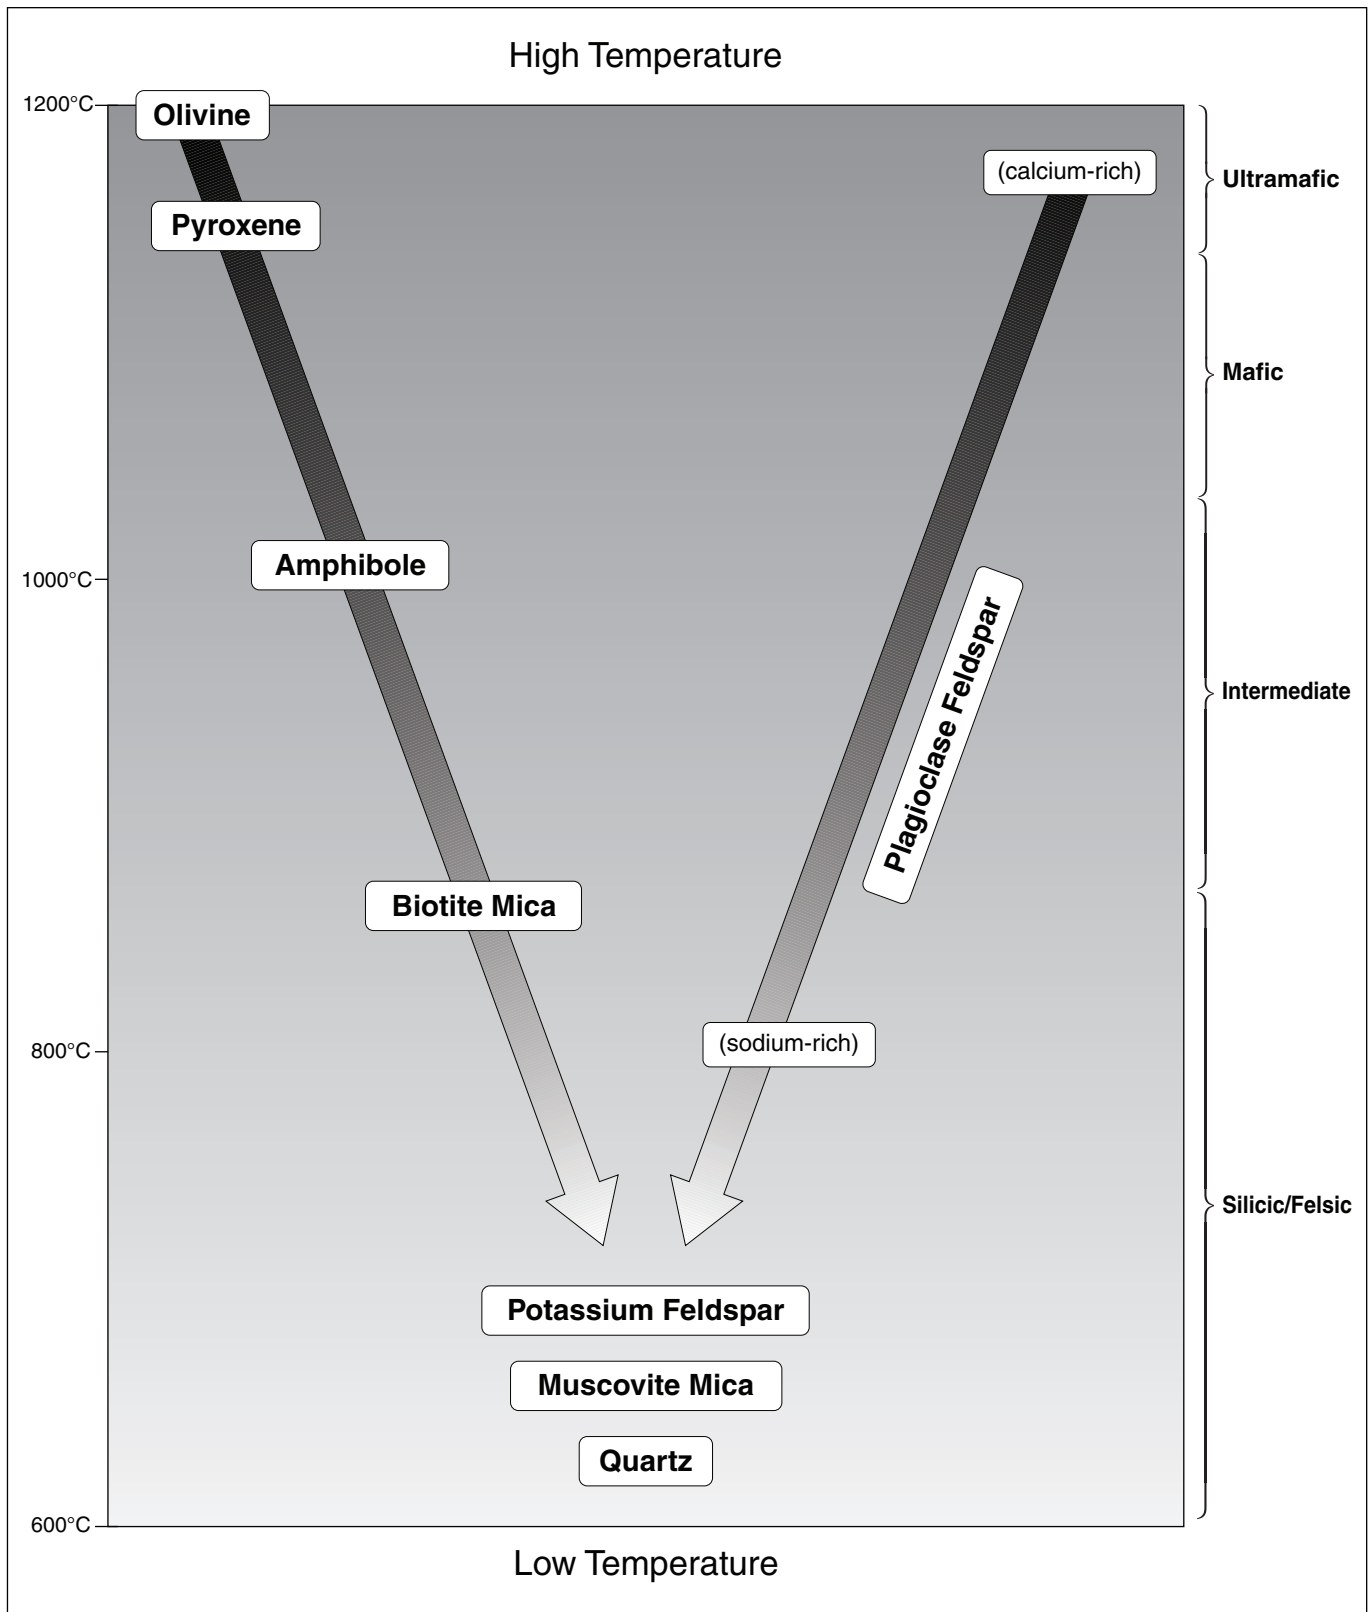 High Temperature
1200°C
Olivine
(calcium-rich)
Ultramafic
Pyroxene
Mafic
Amphibole
1000°C
Plagioclase Feldspar
Intermediate
Biotite Mica
(sodium-rich)
800°C
Silicic/Felsic
Potassium Feldspar
Muscovite Mica
Quartz
600°C
Low Temperature